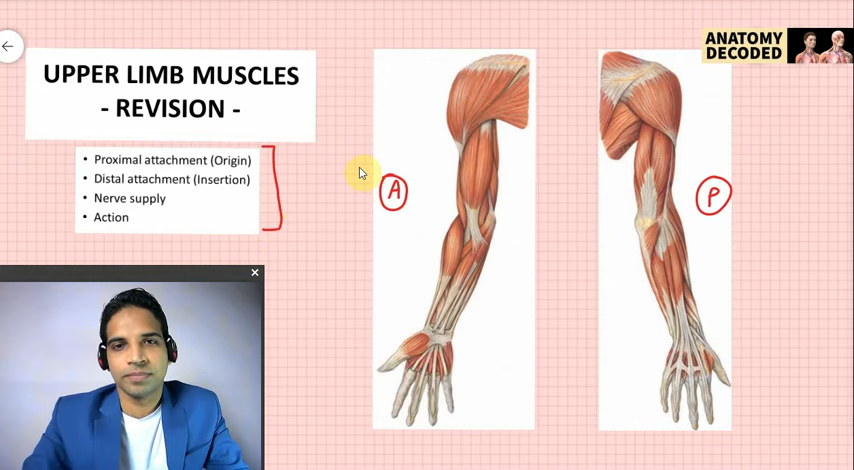 UPPER LIMB MUSCLES
- REVISION -
• Proximal attachment (Origin)
• Distal attachment (Insertion)
• Nerve supply
• Action
A
P
ANATOMY
DECODED